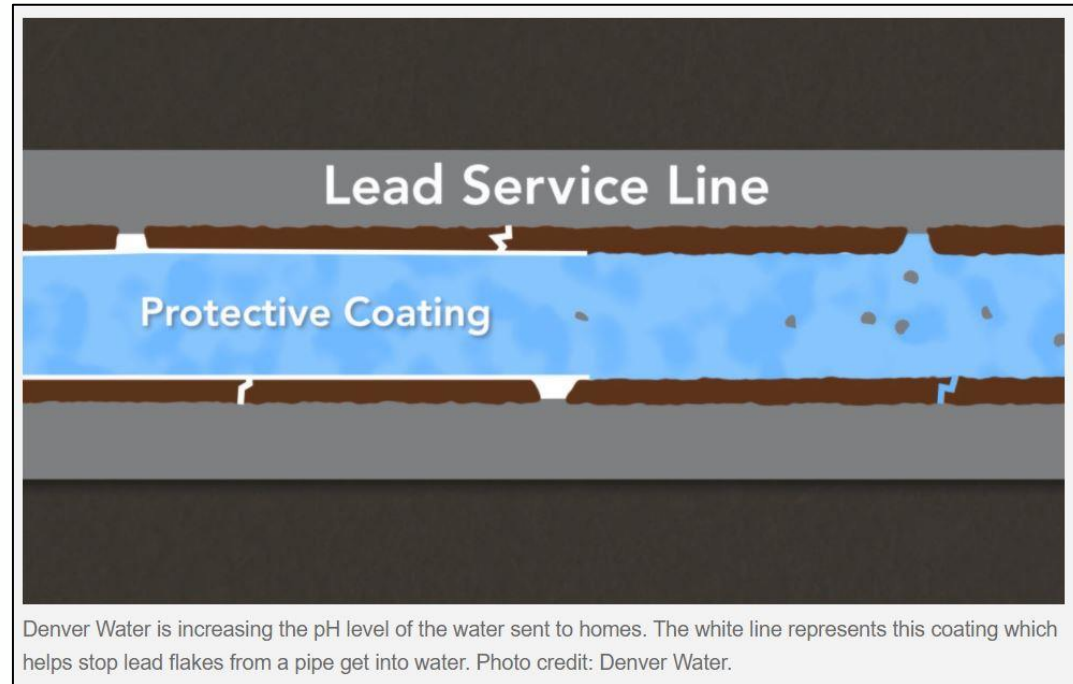 Lead Service Line
Protective Coating
Denver Water is increasing the pH level of the water sent to homes. The white line represents this coating which
helps stop lead flakes from a pipe get into water. Photo credit: Denver Water.